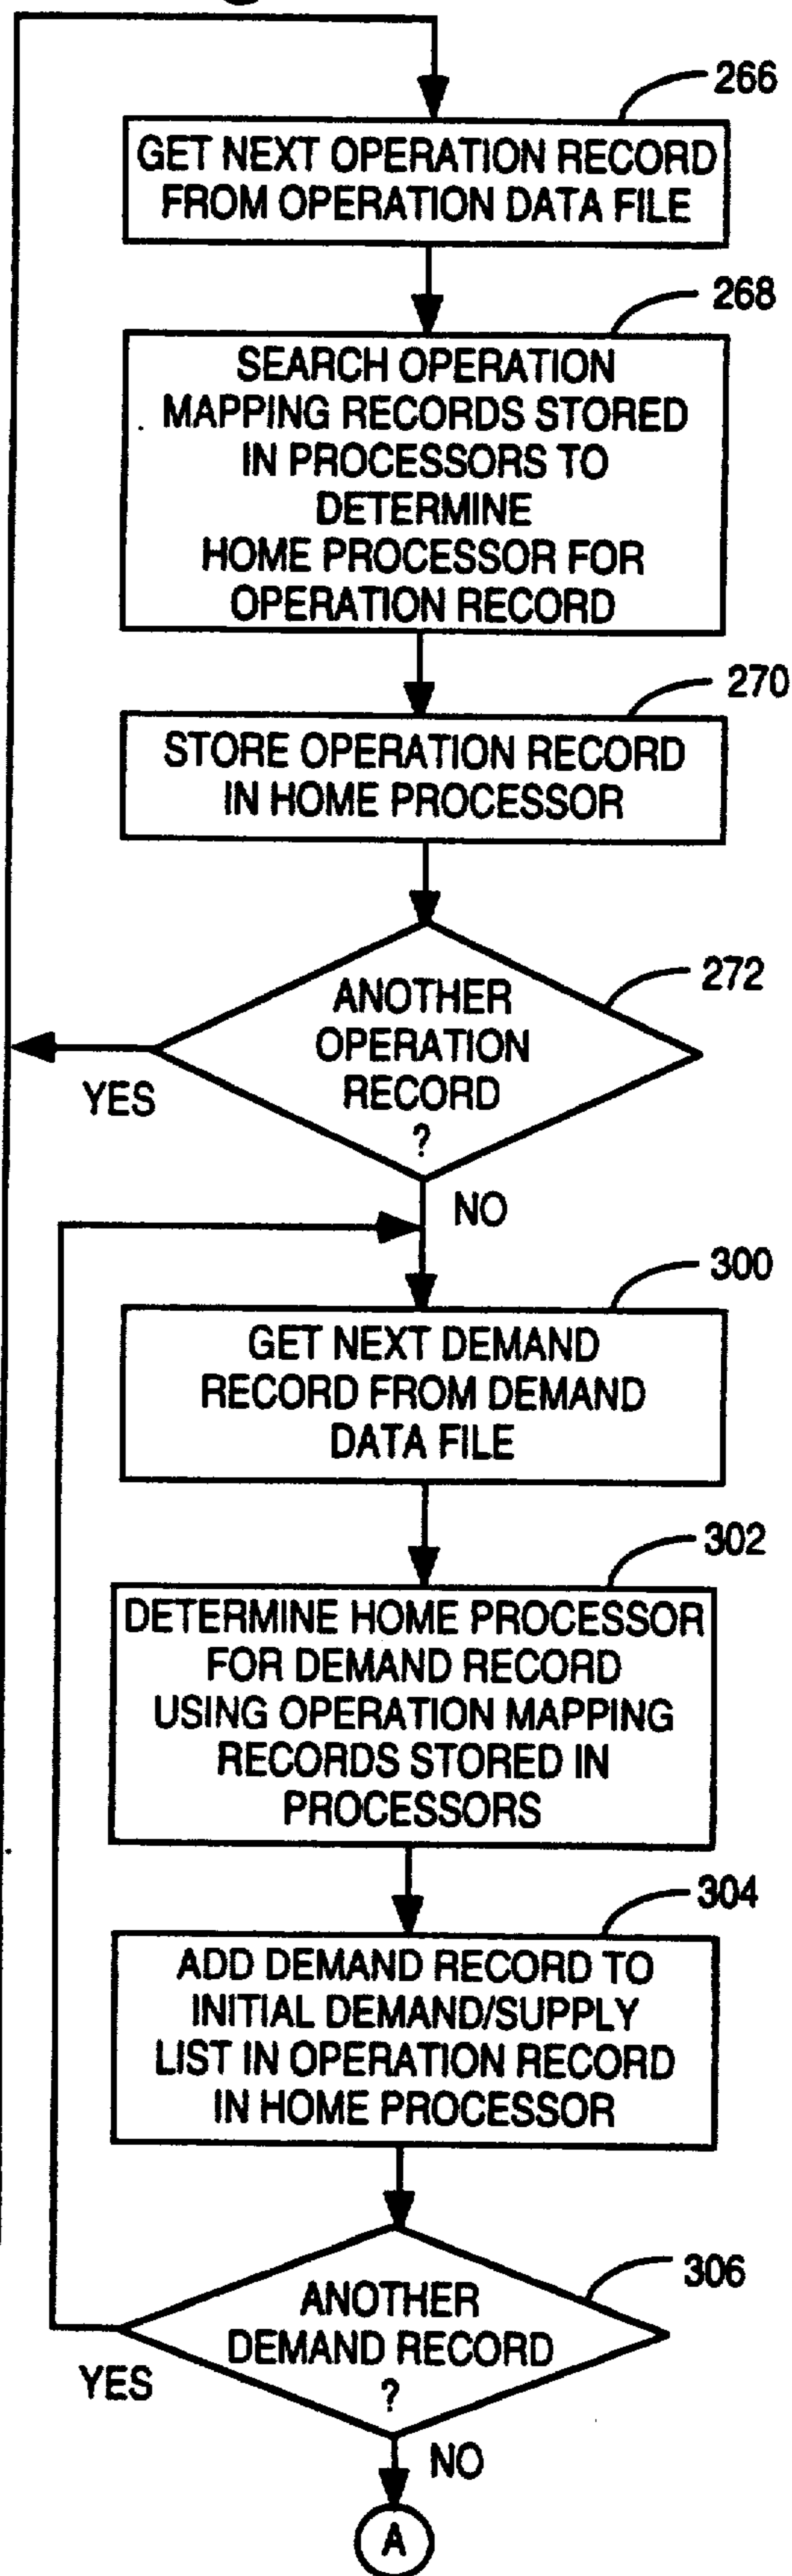 266
GET NEXT OPERATION RECORD
FROM OPERATION DATA FILE
268
SEARCH OPERATION
MAPPING RECORDS STORED
IN PROCESSORS TO
DETERMINE
HOME PROCESSOR FOR
OPERATION RECORD
270
STORE OPERATION RECORD
IN HOME PROCESSOR
272
ANOTHER
OPERATION
RECORD
?
YES
NO
300
GET NEXT DEMAND
RECORD FROM DEMAND
DATA FILE
302
DETERMINE HOME PROCESSOR
FOR DEMAND RECORD
USING OPERATION MAPPING
RECORDS STORED IN
PROCESSORS
304
ADD DEMAND RECORD TO
INITIAL DEMAND/SUPPLY
LIST IN OPERATION RECORD
IN HOME PROCESSOR
306
ANOTHER
DEMAND RECORD
?
YES
NO
A